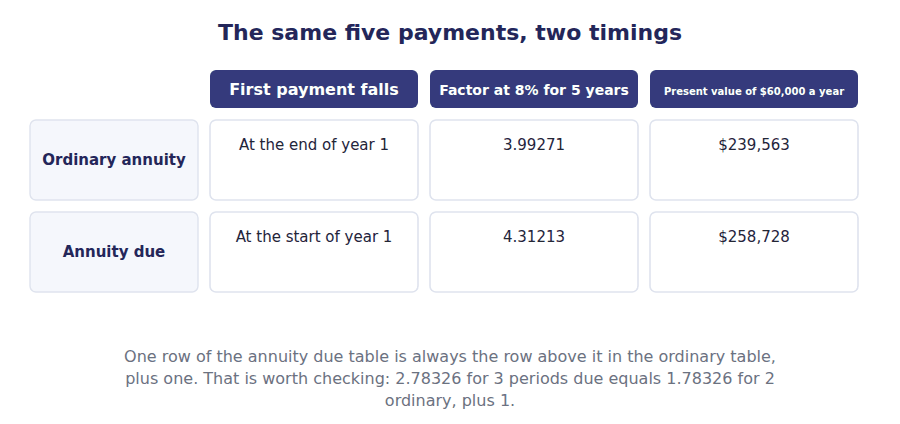 The same five payments, two timings
First payment falls
Factor at 8% for 5 years
Present value of $60,000 a year
Ordinary annuity
At the end of year 1
3.99271
$239,563
Annuity due
At the start of year 1
4.31213
$258,728
One row of the annuity due table is always the row above it in the ordinary table,
plus one. That is worth checking: 2.78326 for 3 periods due equals 1.78326 for 2
ordinary, plus 1.